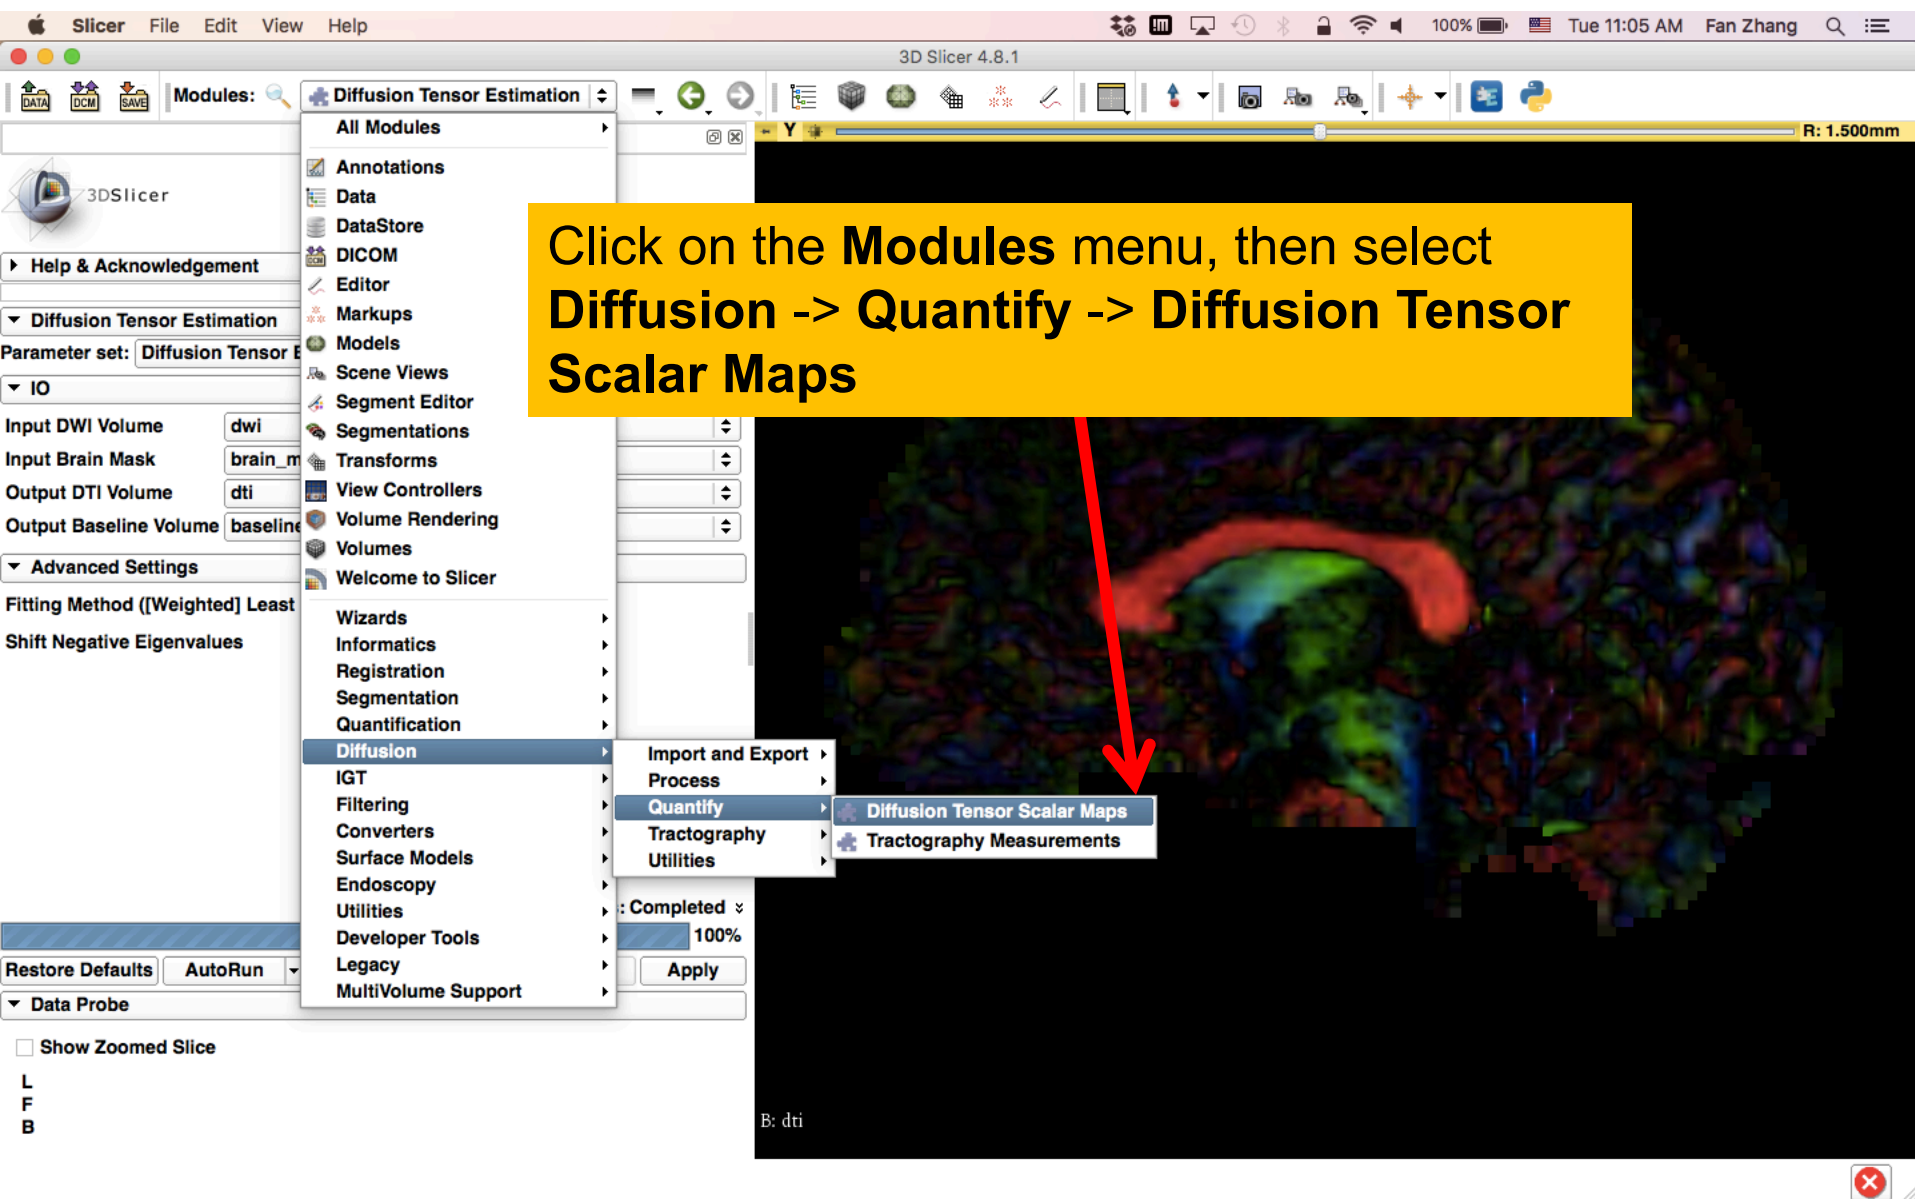 Slicer File Edit View Help 100% Tue 11:05 AM Fan Zhang
3D Slicer 4.8.1
DATA DCM SAVE Modules: Diffusion Tensor Estimation
Y R: 1.500mm
3DSlicer
Help & Acknowledgement
Diffusion Tensor Estimation
Parameter set: Diffusion Tensor E
IO
Input DWI Volume dwi
Input Brain Mask brain_m
Output DTI Volume dti
Output Baseline Volume baseline
Advanced Settings
Fitting Method ([Weighted] Least
Shift Negative Eigenvalues
All Modules
Annotations
Data
DataStore
DICOM
Editor
Markups
Models
Scene Views
Segment Editor
Segmentations
Transforms
View Controllers
Volume Rendering
Volumes
Welcome to Slicer
Wizards
Informatics
Registration
Segmentation
Quantification
Diffusion
IGT
Filtering
Converters
Surface Models
Endoscopy
Utilities
Developer Tools
Legacy
MultiVolume Support
Import and Export
Process
Quantify
Tractography
Utilities
Diffusion Tensor Scalar Maps
Tractography Measurements
Click on the Modules menu, then select
Diffusion -> Quantify -> Diffusion Tensor
Scalar Maps
: Completed
100%
Restore Defaults AutoRun Apply
Data Probe
Show Zoomed Slice
L
F
B
B: dti